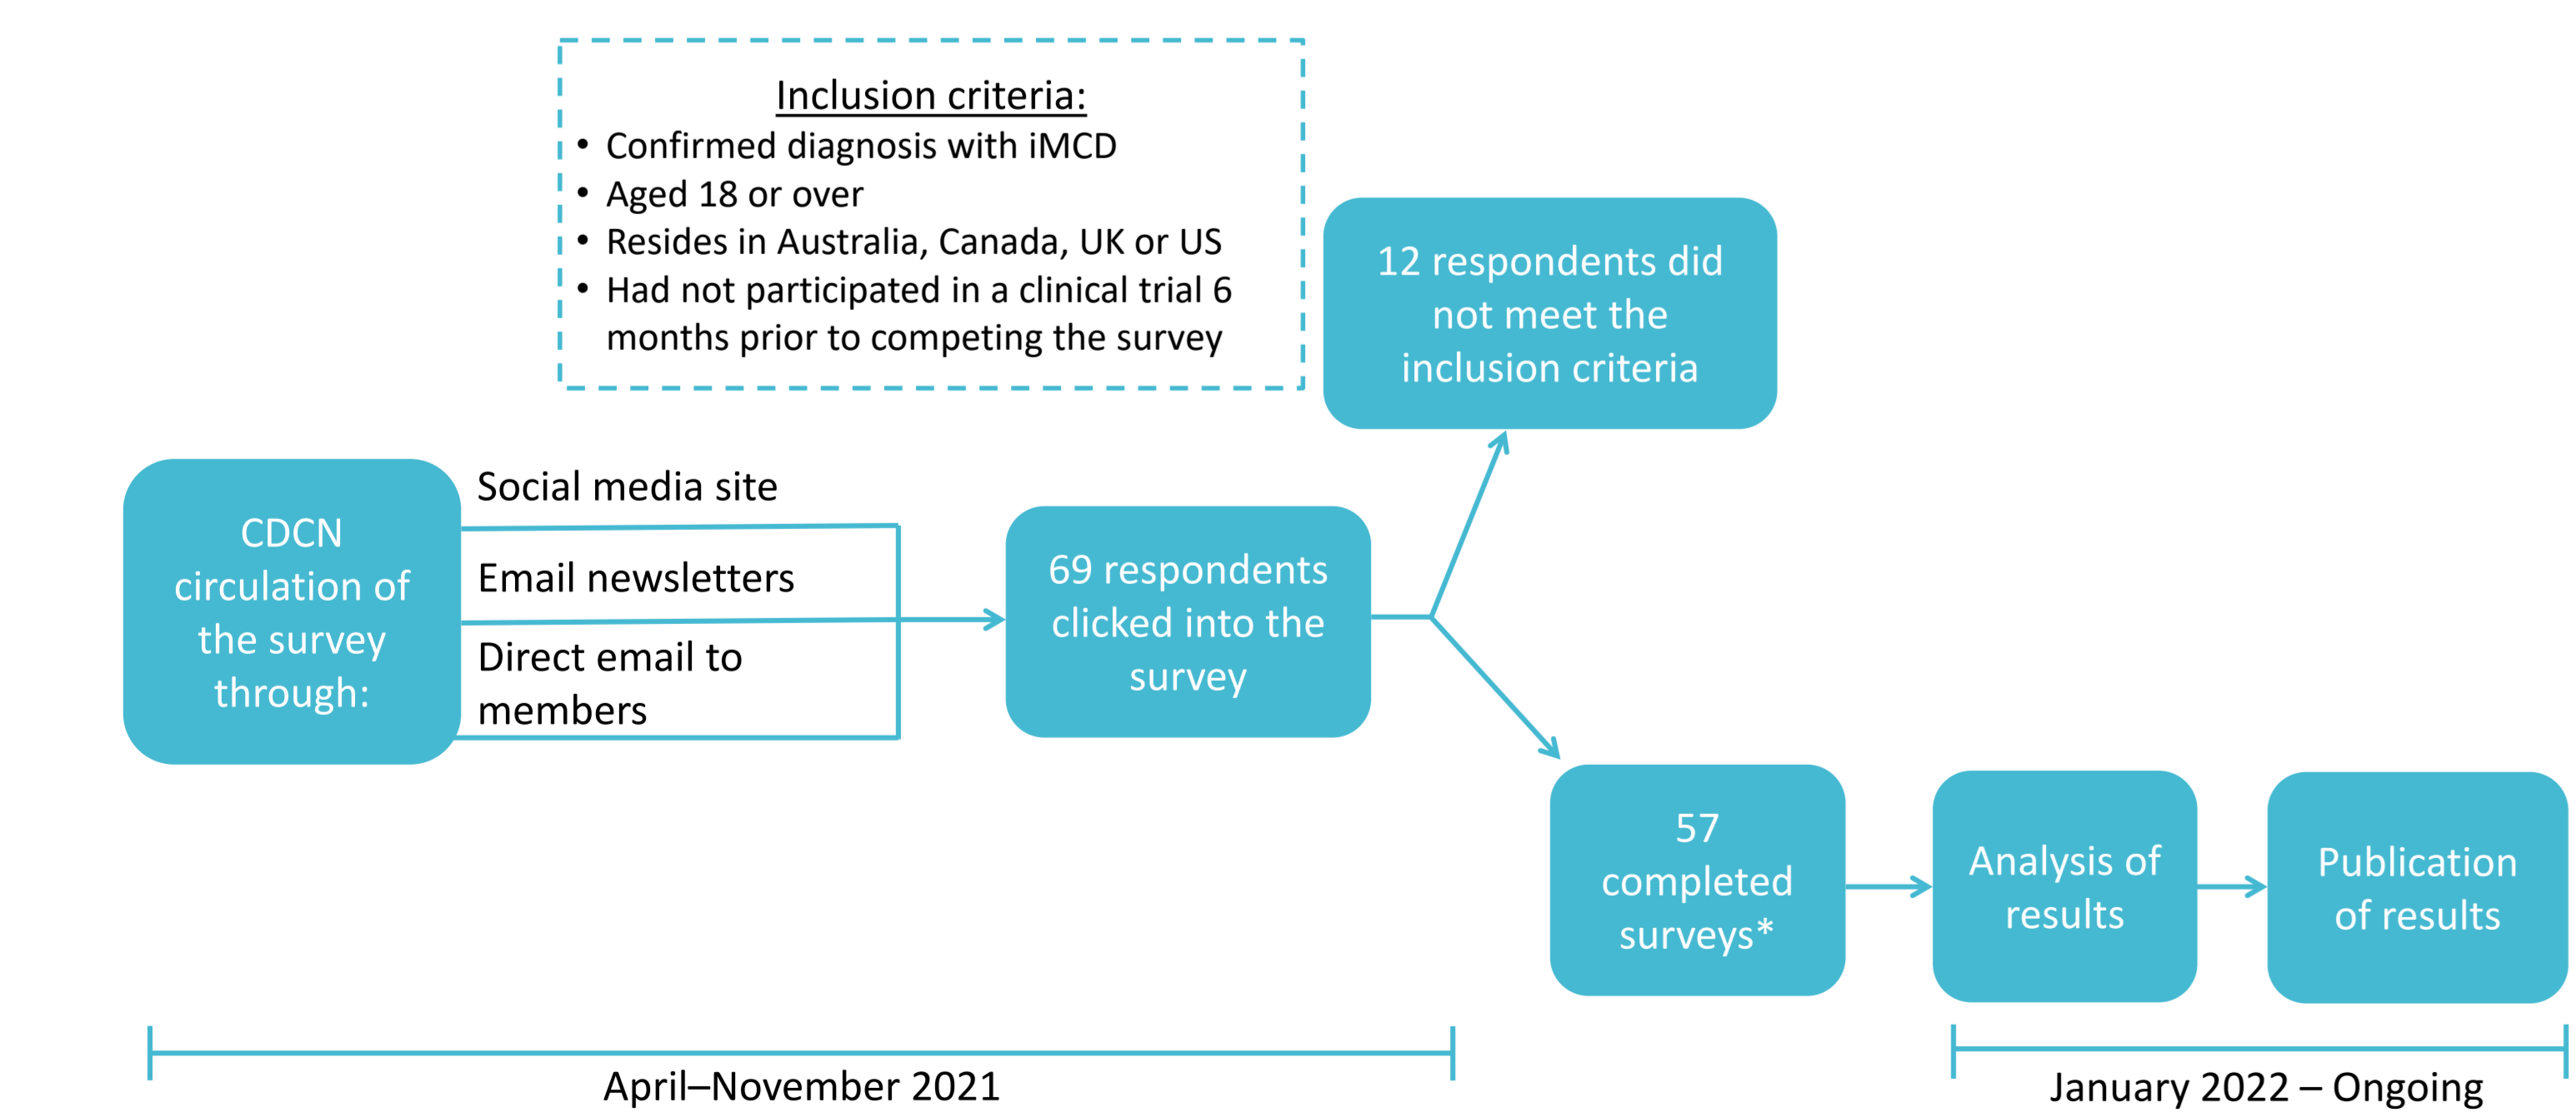 Inclusion criteria:
• Confirmed diagnosis with iMCD
• Aged 18 or over
• Resides in Australia, Canada, UK or US
• Had not participated in a clinical trial 6
months prior to competing the survey
12 respondents did
not meet the
inclusion criteria
CDCN
circulation of
the survey
through:
Social media site
Email newsletters
Direct email to
members
69 respondents
clicked into the
survey
57
completed
surveys*
Analysis of
results
Publication
of results
April–November 2021
January 2022 – Ongoing